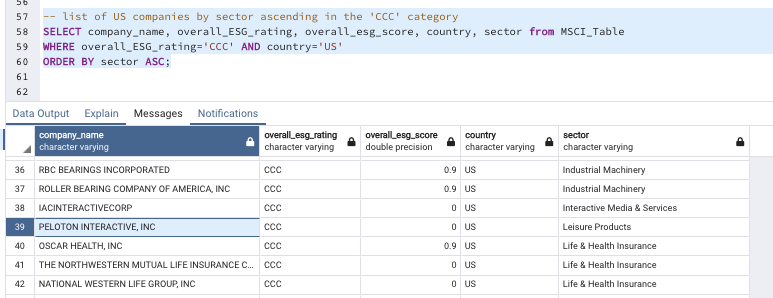 56
57 -- list of US companies by sector ascending in the 'CCC' category
58 SELECT company_name, overall_ESG_rating, overall_esg_score, country, sector from MSCI_Table
59 WHERE overall_ESG_rating='CCC' AND country='US'
60 ORDER BY sector ASC;
61
62
Data Output Explain Messages Notifications
company_name overall_esg_rating overall_esg_score country sector
character varying character varying double precision character varying character varying
36 RBC BEARINGS INCORPORATED CCC 0.9 US Industrial Machinery
37 ROLLER BEARING COMPANY OF AMERICA, INC CCC 0.9 US Industrial Machinery
38 IACINTERACTIVECORP CCC 0 US Interactive Media & Services
39 PELOTON INTERACTIVE, INC CCC 0 US Leisure Products
40 OSCAR HEALTH, INC CCC 0.9 US Life & Health Insurance
41 THE NORTHWESTERN MUTUAL LIFE INSURANCE C... CCC 0 US Life & Health Insurance
42 NATIONAL WESTERN LIFE GROUP, INC CCC 0 US Life & Health Insurance